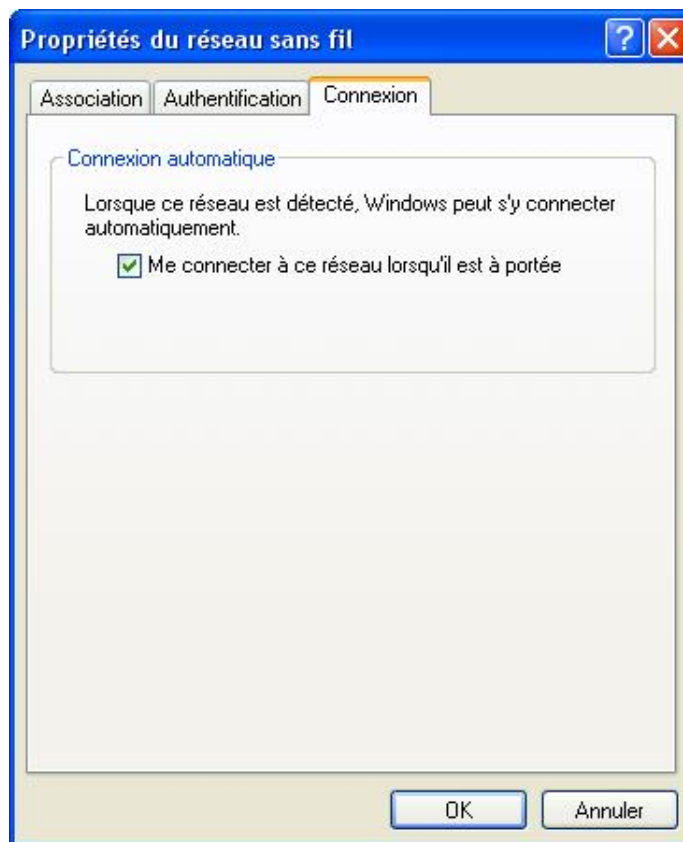 Propriétés du réseau sans fil
Association Authentification Connexion
Connexion automatique
Lorsque ce réseau est détecté, Windows peut s'y connecter
automatiquement.
Me connecter à ce réseau lorsqu'il est à portée
OK Annuler